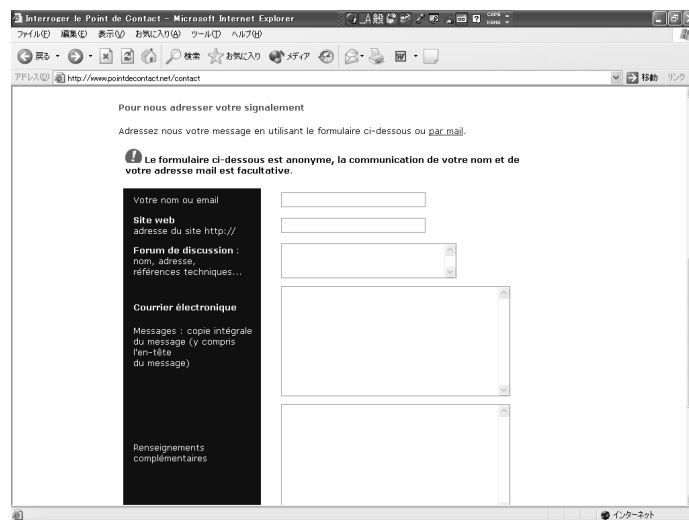 Interroger le Point de Contact - Microsoft Internet Explorer
A般
CAPS
KANA
ファイル(F) 編集(E) 表示(V) お気に入り(A) ツール(T) ヘルプ(H)
戻る 検索 お気に入り メディア
アドレス(D) http://www.pointdecontact.net/contact 移動 リンク
Pour nous adresser votre signalement
Adressez nous votre message en utilisant le formulaire ci-dessous ou par mail.
Le formulaire ci-dessous est anonyme, la communication de votre nom et de
votre adresse mail est facultative.
Votre nom ou email
Site web
adresse du site http://
Forum de discussion :
nom, adresse,
références techniques...
Courrier électronique
Messages : copie intégrale
du message (y compris
l'en-tête
du message)
Renseignements
complémentaires
インターネット